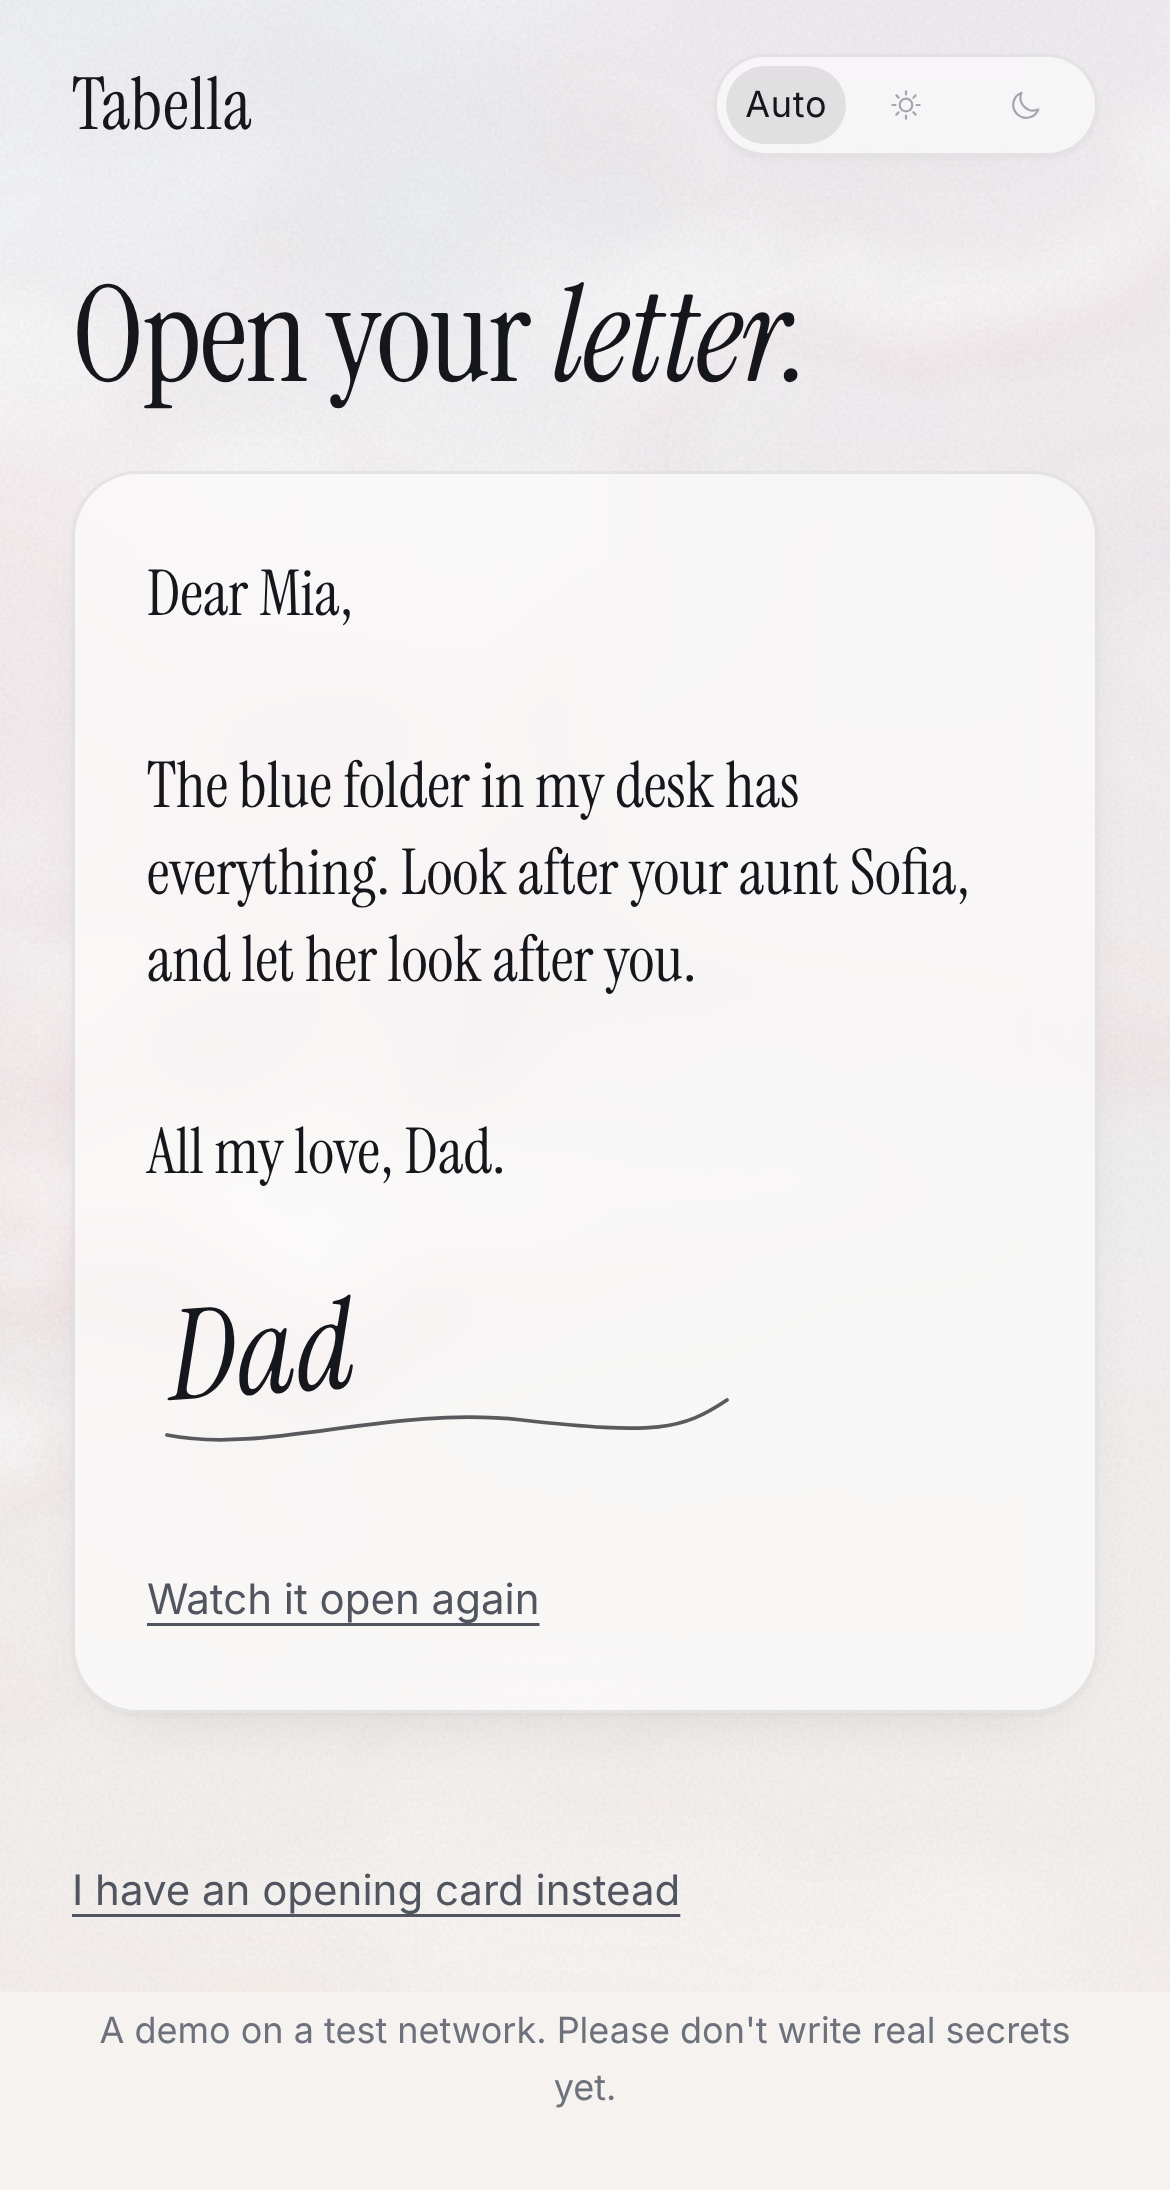 Tabella
Auto
Open your letter.
Dear Mia,
The blue folder in my desk has
everything. Look after your aunt Sofia,
and let her look after you.
All my love, Dad.
Dad
Watch it open again
I have an opening card instead
A demo on a test network. Please don't write real secrets
yet.